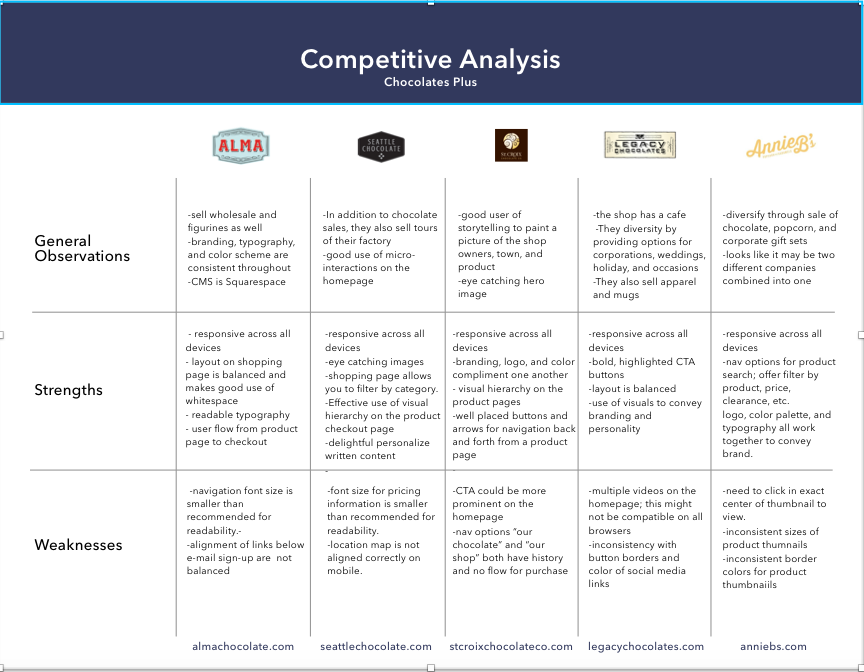 Competitive Analysis
Chocolates Plus
ALMA
SEATTLE
CHOCOLATE
ST CROIX
LEGACY
CHOCOLATES
AnnieB's
General
Observations
-sell wholesale and
figurines as well
-branding, typography,
and color scheme are
consistent throughout
-CMS is Squarespace
-In addition to chocolate
sales, they also sell tours
of their factory
-good use of micro-
interactions on the
homepage
-good user of
storytelling to paint a
picture of the shop
owners, town, and
product
-eye catching hero
image
-the shop has a cafe
-They diversity by
providing options for
corporations, weddings,
holiday, and occasions
-They also sell apparel
and mugs
-diversify through sale of
chocolate, popcorn, and
corporate gift sets
-looks like it may be two
different companies
combined into one
Strengths
- responsive across all
devices
- layout on shopping
page is balanced and
makes good use of
whitespace
- readable typography
- user flow from product
page to checkout
-responsive across all
devices
-eye catching images
-shopping page allows
you to filter by category.
-Effective use of visual
hierarchy on the product
checkout page
-delightful personalize
written content
-
-responsive across all
devices
-branding, logo, and color
compliment one another
- visual hierarchy on the
product pages
-well placed buttons and
arrows for navigation back
and forth from a product
page
-
-responsive across all
devices
-bold, highlighted CTA
buttons
-layout is balanced
-use of visuals to convey
branding and
personality
-responsive across all
devices
-nav options for product
search; offer filter by
product, price,
clearance, etc.
logo, color palette, and
typography all work
together to convey
brand.
Weaknesses
-navigation font size is
smaller than
recommended for
readability.-
-alignment of links below
e-mail sign-up are not
balanced
-font size for pricing
information is smaller
than recommended for
readability.
-location map is not
aligned correctly on
mobile.
-CTA could be more
prominent on the
homepage
-nav options “our
chocolate” and “our
shop” both have history
and no flow for purchase
-multiple videos on the
homepage; this might
not be compatible on all
browsers
-inconsistency with
button borders and
color of social media
links
-need to click in exact
center of thumbnail to
view.
-inconsistent sizes of
product thumnails
-inconsistent border
colors for product
thumbnaiils
almachocolate.com
seattlechocolate.com
stcroixchocolateco.com
legacychocolates.com
anniebs.com